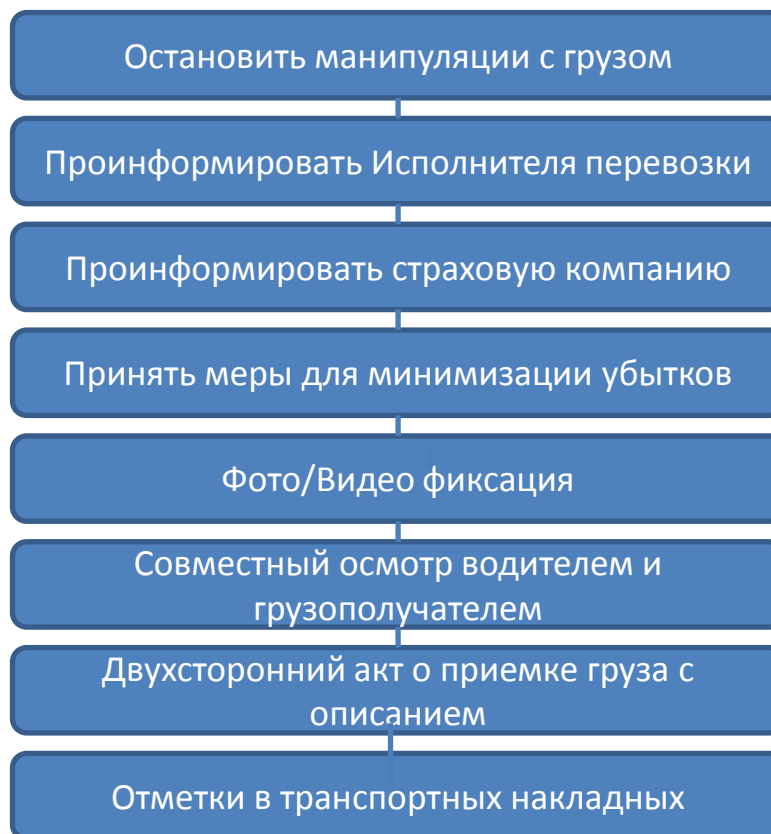 Остановить манипуляции с грузом
Проинформировать Исполнителя перевозки
Проинформировать страховую компанию
Принять меры для минимизации убытков
Фото/Видео фиксация
Совместный осмотр водителем и
грузополучателем
Двухсторонний акт о приемке груза с
описанием
Отметки в транспортных накладных